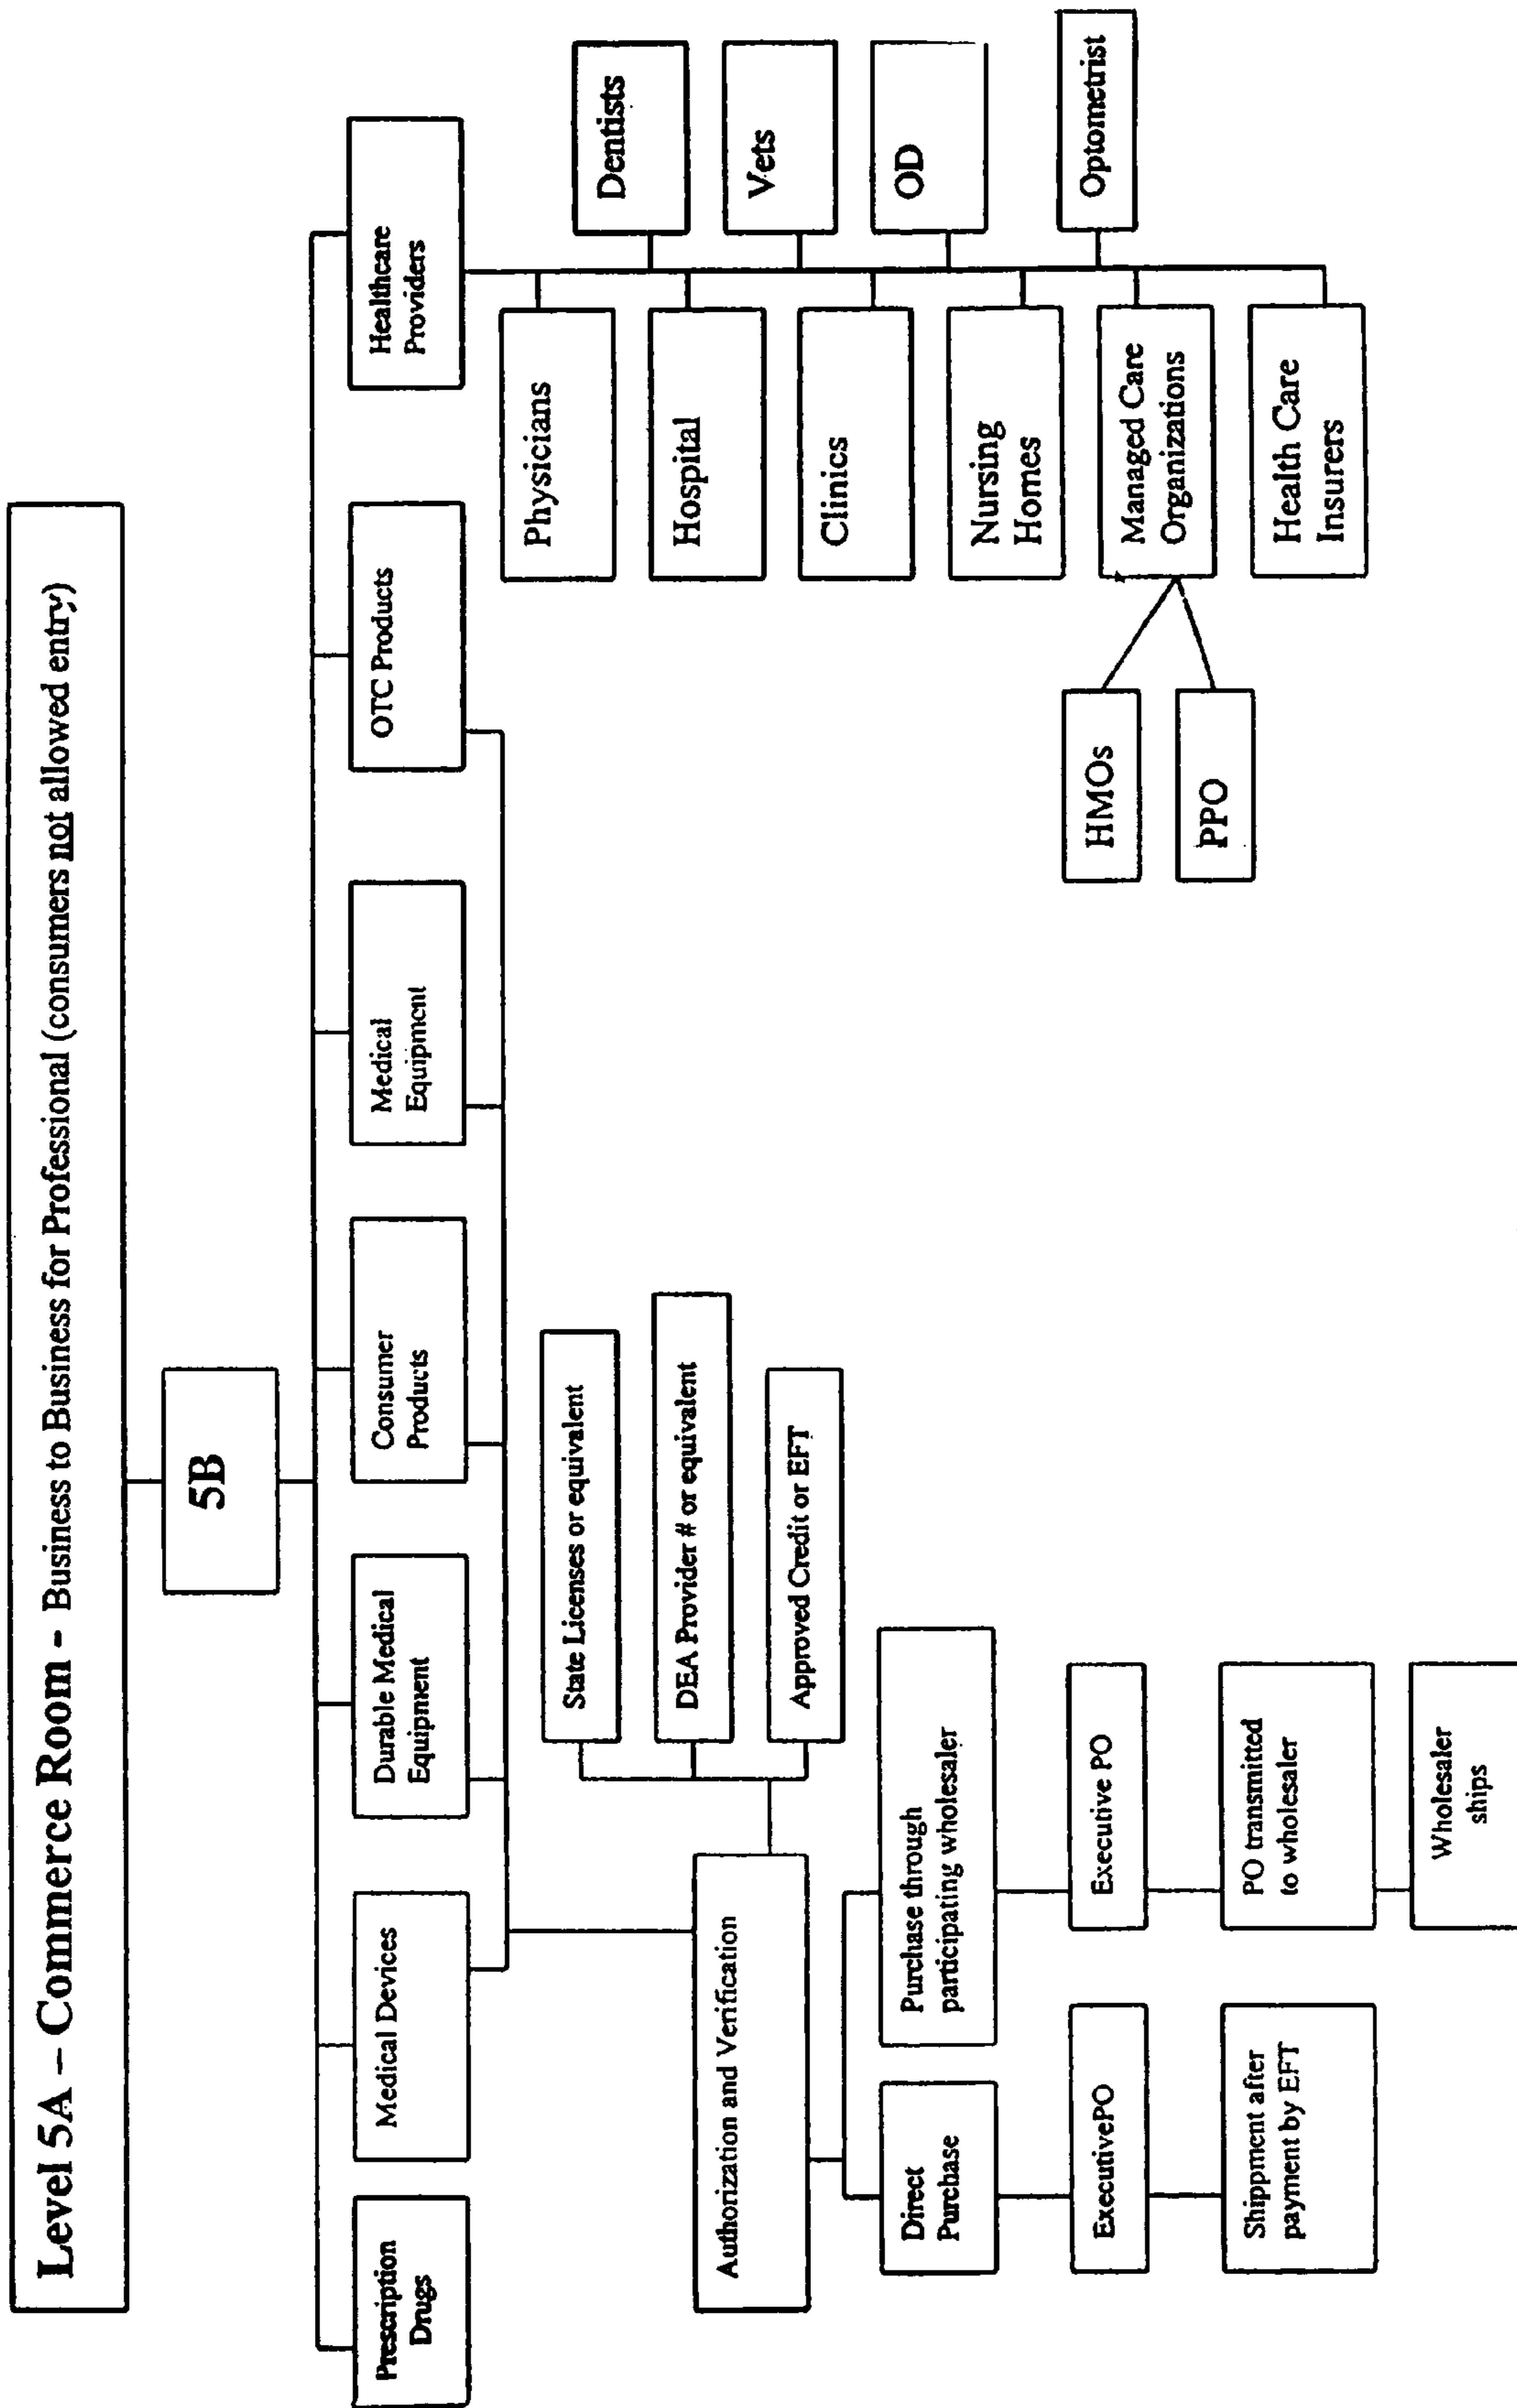 Level 5A – Commerce Room - Business to Business for Professional (consumers not allowed entry)
5B
Prescription
Drugs
Medical Devices
Durable Medical
Equipment
Consumer
Products
Medical
Equipment
OTC Products
Healthcare
Providers
Authorization and Verification
State Licenses or equivalent
DEA Provider # or equivalent
Approved Credit or EFT
Direct
Purchase
Purchase through
participating wholesaler
ExecutivePO
Executive PO
Shippment after
payment by EFT
PO transmitted
to wholesaler
Wholesaler
ships
Physicians
Dentists
Hospital
Vets
Clinics
OD
Nursing
Homes
Optometrist
Managed Care
Organizations
HMOs
PPO
Health Care
Insurers